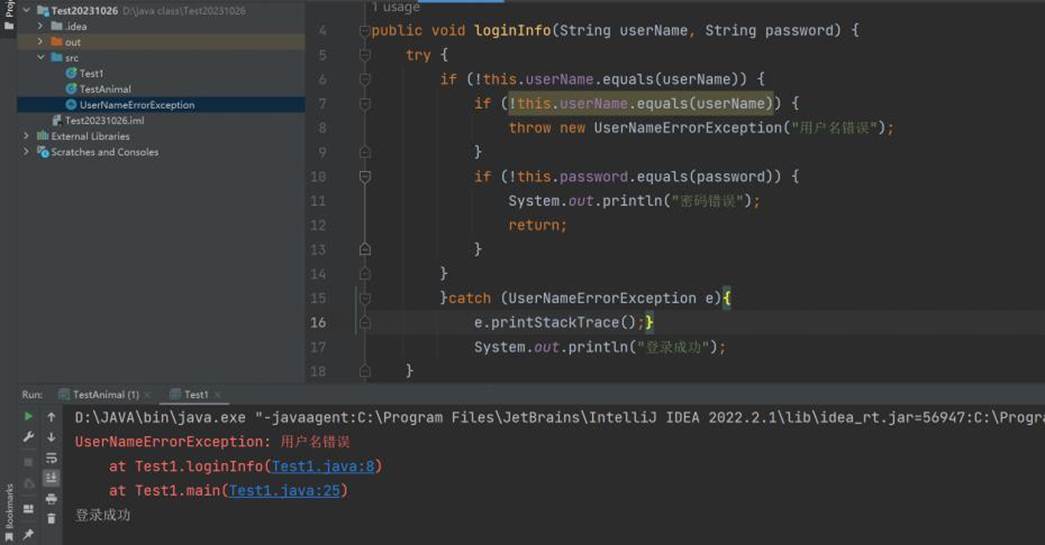 Proje
Test20231026 D:\java class\Test20231026
.idea
out
src
Test1
TestAnimal
UserNameErrorException
Test20231026.iml
External Libraries
Scratches and Consoles
1 usage
4 public void loginInfo(String userName, String password) {
5 try {
6 if (!this.userName.equals(userName)) {
7 if (!this.userName.equals(userName)) {
8 throw new UserNameErrorException("用户名错误");
9 }
10 if (!this.password.equals(password)) {
11 System.out.println("密码错误");
12 return;
13 }
14 }
15 }catch (UserNameErrorException e){
16 e.printStackTrace();}
17 System.out.println("登录成功");
18 }
Run: TestAnimal (1) × Test1 ×
D:\JAVA\bin\java.exe "-javaagent:C:\Program Files\JetBrains\IntelliJ IDEA 2022.2.1\lib\idea_rt.jar=56947:C:\Progra
UserNameErrorException: 用户名错误
at Test1.loginInfo(Test1.java:8)
at Test1.main(Test1.java:25)
登录成功
Bookmarks